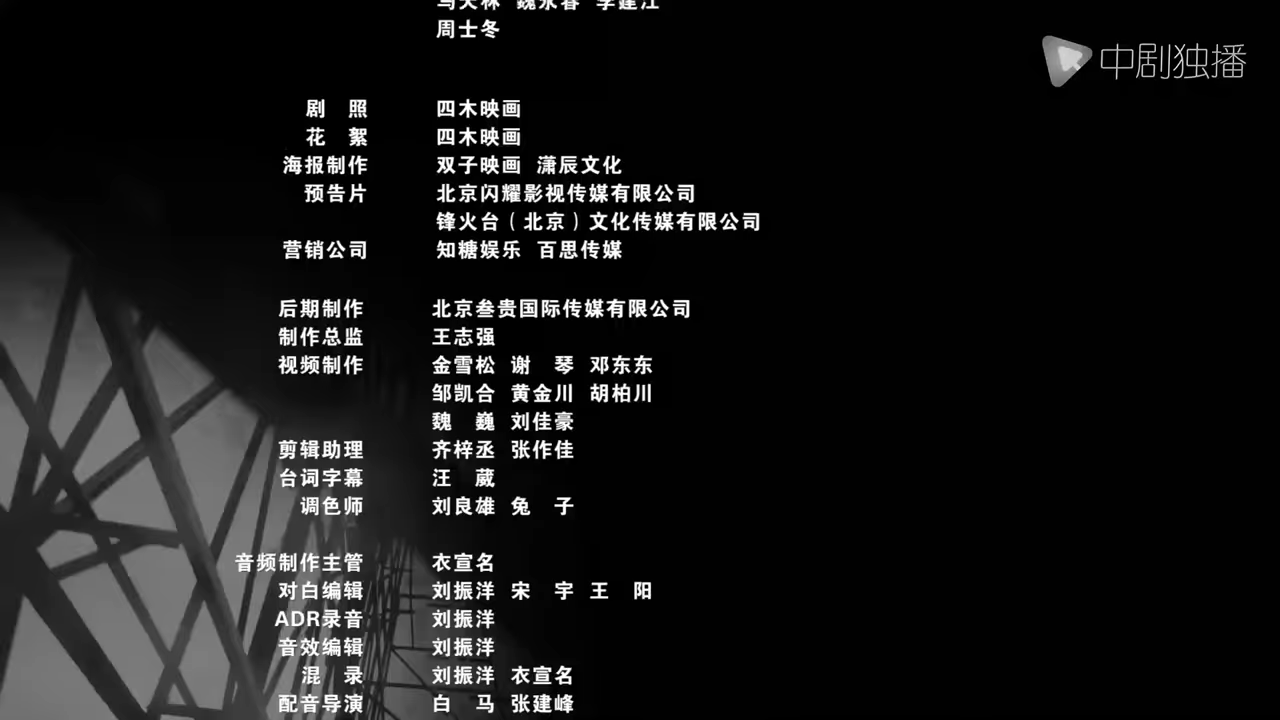 马天林 魏永春 李建江
周士冬
中剧独播
剧 照 四木映画
花 絮 四木映画
海报制作 双子映画 潇辰文化
预告片 北京闪耀影视传媒有限公司
锋火台（北京）文化传媒有限公司
营销公司 知糖娱乐 百思传媒
后期制作 北京叁贵国际传媒有限公司
制作总监 王志强
视频制作 金雪松 谢 琴 邓东东
邹凯合 黄金川 胡柏川
魏 巍 刘佳豪
剪辑助理 齐梓丞 张作佳
台词字幕 汪 葳
调色师 刘良雄 兔 子
音频制作主管 衣宣名
对白编辑 刘振洋 宋 宇 王 阳
ADR录音 刘振洋
音效编辑 刘振洋
混 录 刘振洋 衣宣名
配音导演 白 马 张建峰